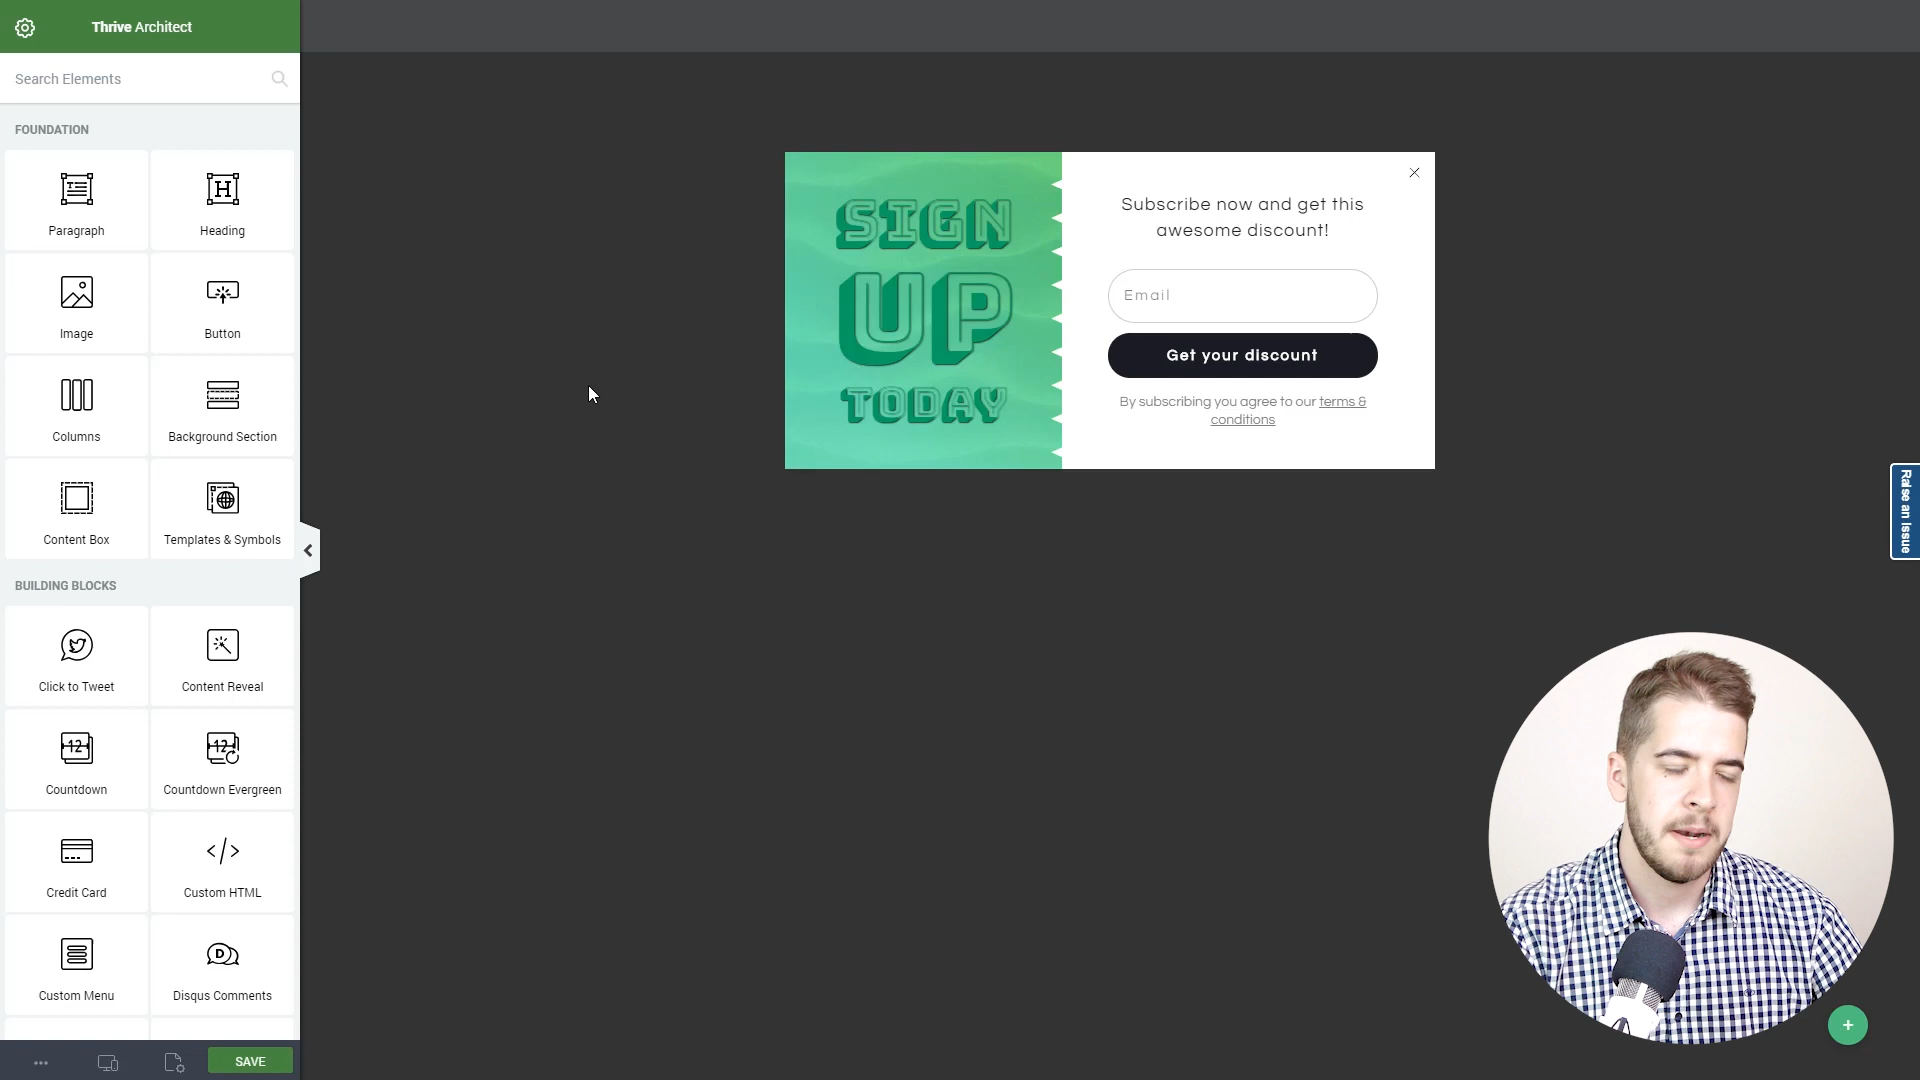 Thrive Architect
Search Elements
FOUNDATION
Paragraph
Heading
Image
Button
Columns
Background Section
Content Box
Templates & Symbols
BUILDING BLOCKS
Click to Tweet
Content Reveal
12
Countdown
12
Countdown Evergreen
Credit Card
Custom HTML
Custom Menu
Disqus Comments
SAVE
SIGN
UP
TODAY
Subscribe now and get this
awesome discount!
Email
Get your discount
By subscribing you agree to our terms &
conditions
Raise an Issue